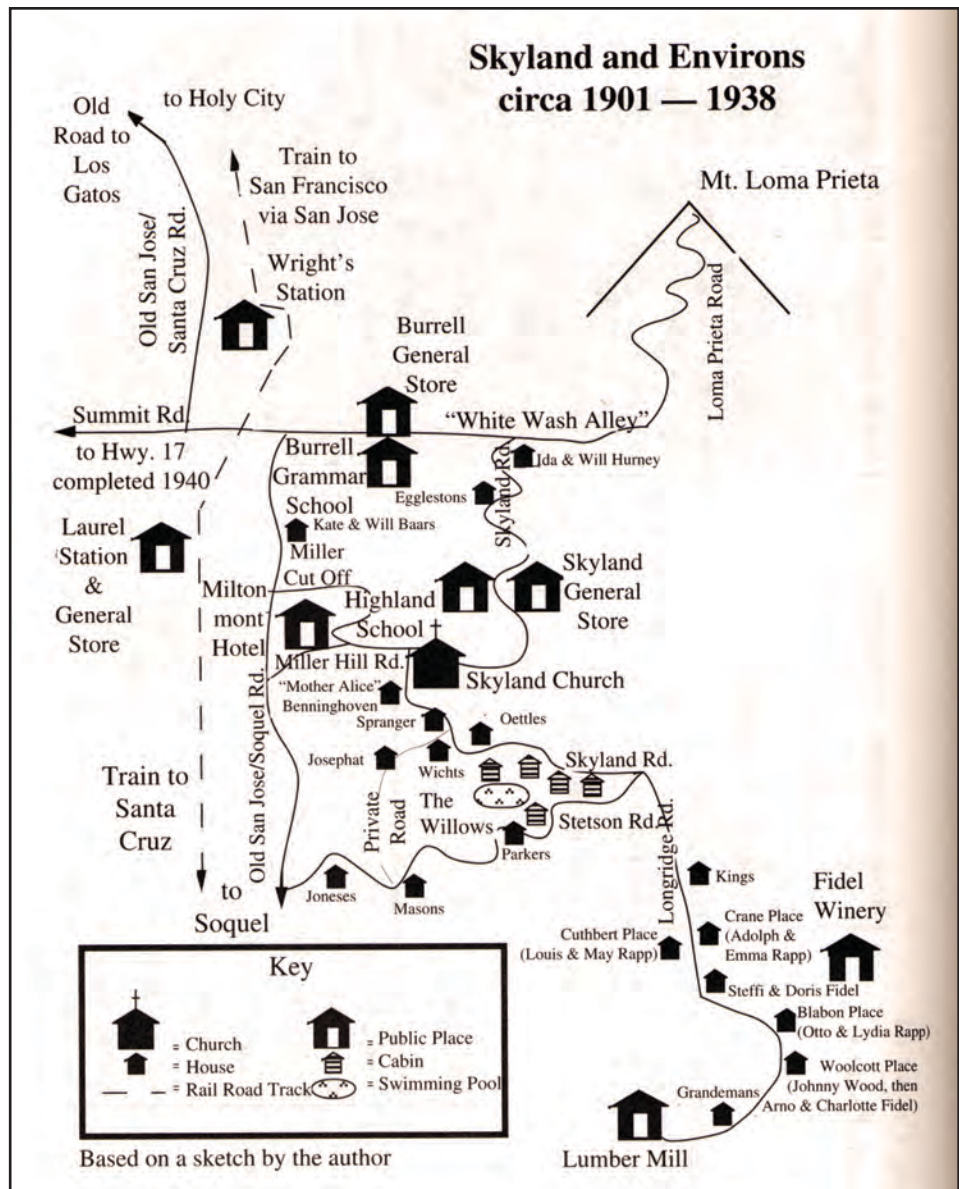 Skyland and Environs
circa 1901 — 1938
Old
Road to
Los
Gatos
to Holy City
Train to
San Francisco
via San Jose
Mt. Loma Prieta
Old San Jose/
Santa Cruz Rd.
Wright's
Station
Loma Prieta Road
Burrell
General
Store
Summit Rd.
"White Wash Alley"
to Hwy. 17
completed 1940
Burrell
Grammar
School
Ida & Will Hurney
Skyland Rd.
Egglestons
Kate & Will Baars
Laurel
Station
&
General
Store
Miller
Cut Off
Milton
mont
Hotel
Highland
School
Skyland
General
Store
Miller Hill Rd.
Skyland Church
"Mother Alice"
Benninghoven
Spranger
Oettles
Josephat
Wichts
Skyland Rd.
Train to
Santa
Cruz
Old San Jose/Soquel Rd.
Private
Road
The
Willows
Stetson Rd.
Parkers
Longridge Rd.
to
Soquel
Joneses
Masons
Kings
Fidel
Winery
Cuthbert Place
(Louis & May Rapp)
Crane Place
(Adolph &
Emma Rapp)
Steffi & Doris Fidel
Blabon Place
(Otto & Lydia Rapp)
Woolcott Place
(Johnny Wood, then
Arno & Charlotte Fidel)
Grandemans
Lumber Mill
Key
= Church
= House
= Rail Road Track
= Public Place
= Cabin
= Swimming Pool
Based on a sketch by the author